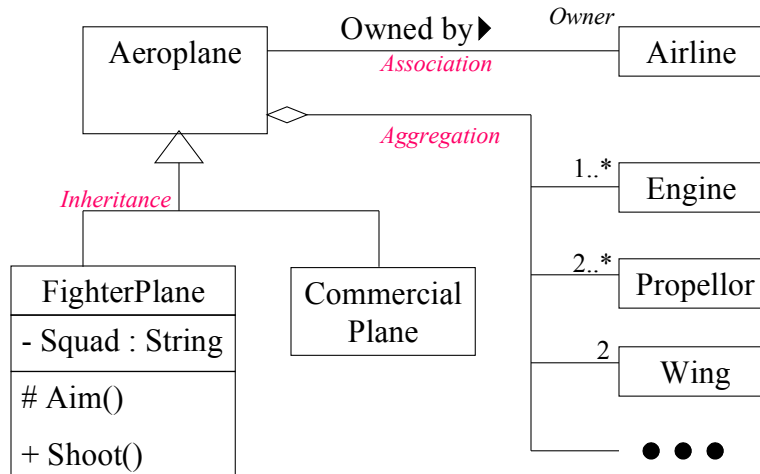 Owner
Owned by
Aeroplane
Airline
Association
Aggregation
1..*
Engine
Inheritance
2..*
Propellor
FighterPlane
Commercial
Plane
- Squad : String
2
Wing
# Aim()
+ Shoot()